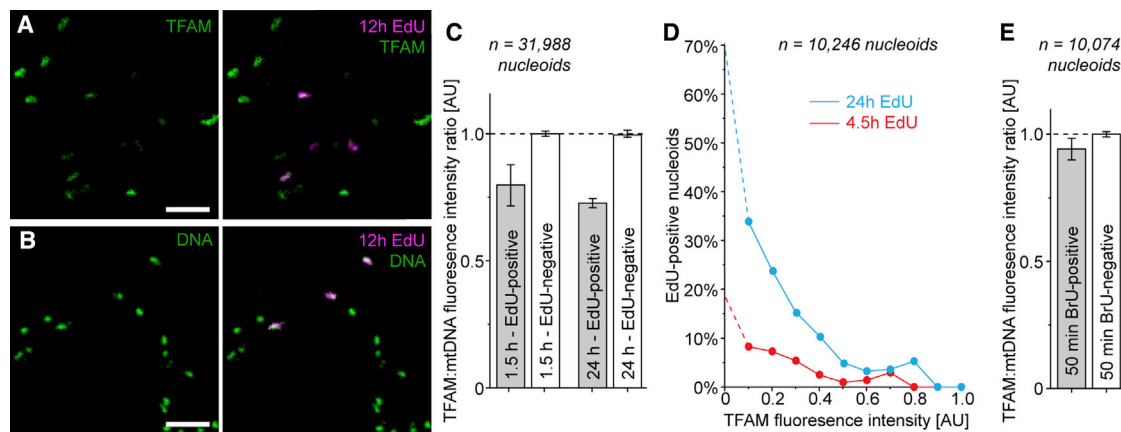 A
TFAM
12h EdU
TFAM
B
DNA
12h EdU
DNA
C
n = 31,988
nucleoids
TFAM:mtDNA fluoresence intensity ratio [AU]
1.0
0.5
0
1.5 h - EdU-positive
1.5 h - EdU-negative
24 h - EdU-positive
24 h - EdU-negative
D
n = 10,246 nucleoids
EdU-positive nucleoids
70%
60%
50%
40%
30%
20%
10%
0%
24h EdU
4.5h EdU
0 0.2 0.4 0.6 0.8 1.0
TFAM fluoresence intensity [AU]
E
n = 10,074
nucleoids
TFAM:mtDNA fluoresence intensity ratio [AU]
1.0
0.5
0
50 min BrU-positive
50 min BrU-negative